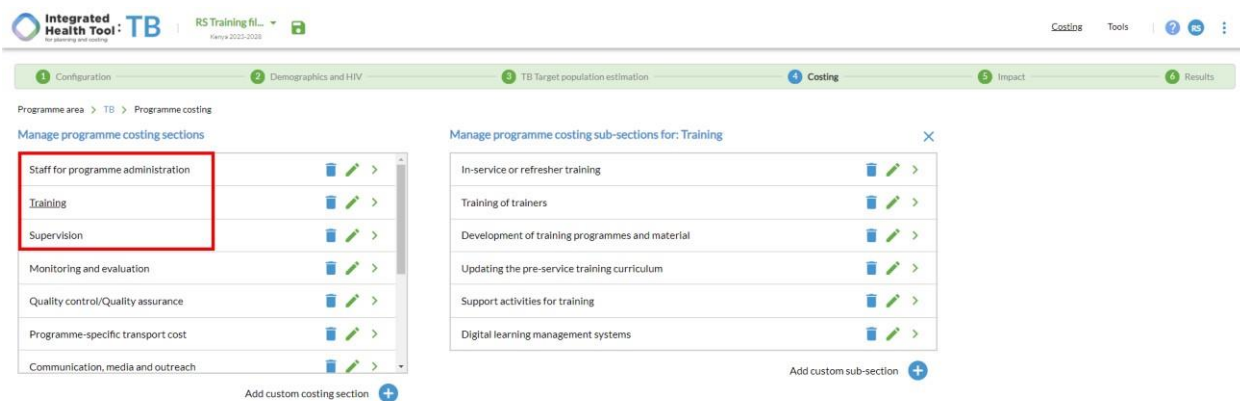 Integrated
Health Tool: TB
for planning and costing
RS Training fil...
Kenya 2023-2028
Costing
Tools
?
RS
1 Configuration
2 Demographics and HIV
3 TB Target population estimation
4 Costing
5 Impact
6 Results
Programme area > TB > Programme costing
Manage programme costing sections
Staff for programme administration
Training
Supervision
Monitoring and evaluation
Quality control/Quality assurance
Programme-specific transport cost
Communication, media and outreach
Add custom costing section
Manage programme costing sub-sections for: Training
In-service or refresher training
Training of trainers
Development of training programmes and material
Updating the pre-service training curriculum
Support activities for training
Digital learning management systems
Add custom sub-section